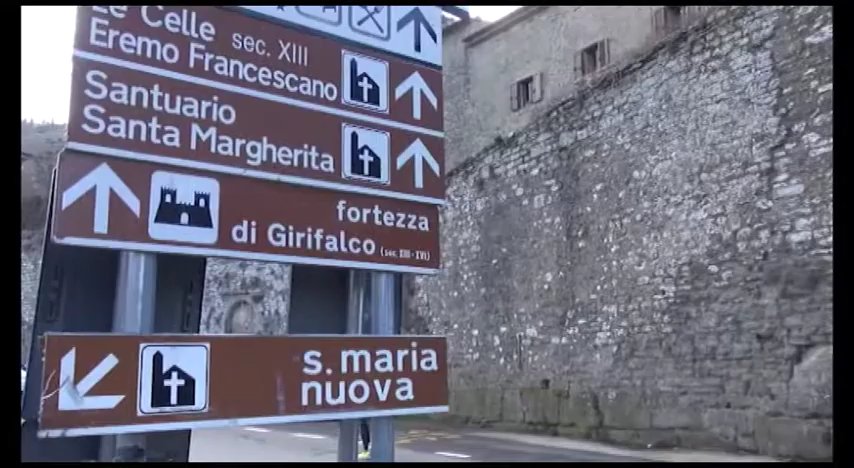 Le Celle sec. XIII
Eremo Francescano
Santuario
Santa Margherita
fortezza
di Girifalco (sec. XIII - XVI)
s. maria
nuova